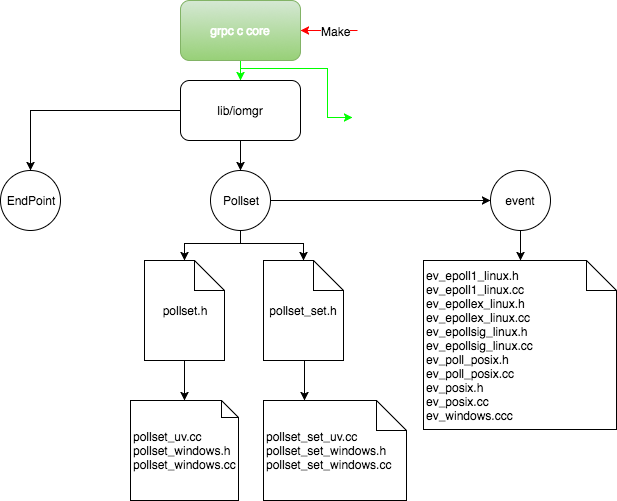 grpc c core
Make
lib/iomgr
EndPoint
Pollset
event
pollset.h
pollset_set.h
ev_epoll1_linux.h
ev_epoll1_linux.cc
ev_epollex_linux.h
ev_epollex_linux.cc
ev_epollsig_linux.h
ev_epollsig_linux.cc
ev_poll_posix.h
ev_poll_posix.cc
ev_posix.h
ev_posix.cc
ev_windows.ccc
pollset_uv.cc
pollset_windows.h
pollset_windows.cc
pollset_set_uv.cc
pollset_set_windows.h
pollset_set_windows.cc